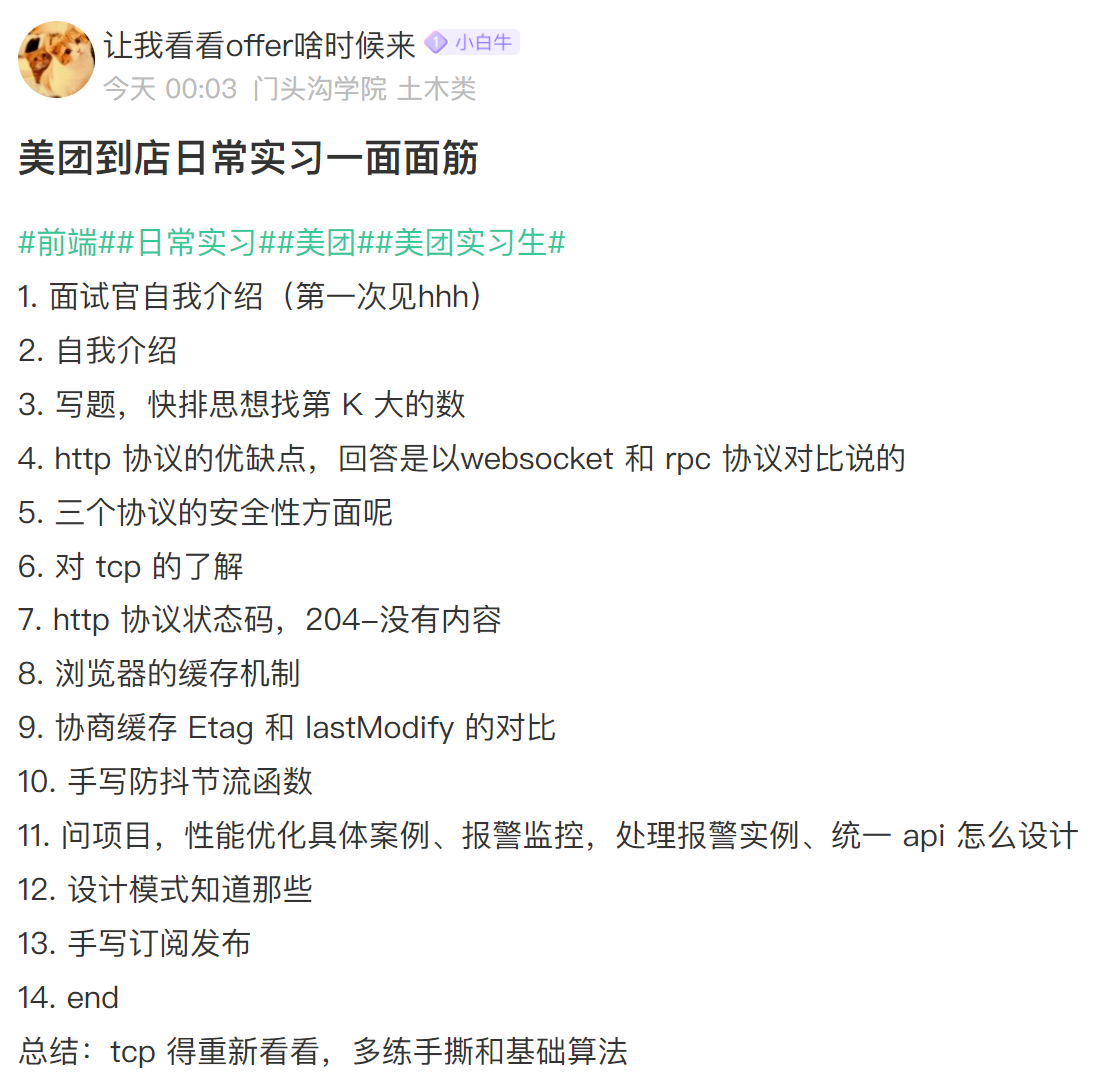 让我看看offer啥时候来 1 小白牛
今天 00:03 门头沟学院 土木类
美团到店日常实习一面面筋
#前端##日常实习##美团##美团实习生#
1. 面试官自我介绍（第一次见hhh）
2. 自我介绍
3. 写题，快排思想找第 K 大的数
4. http 协议的优缺点，回答是以websocket 和 rpc 协议对比说的
5. 三个协议的安全性方面呢
6. 对 tcp 的了解
7. http 协议状态码，204-没有内容
8. 浏览器的缓存机制
9. 协商缓存 Etag 和 lastModify 的对比
10. 手写防抖节流函数
11. 问项目，性能优化具体案例、报警监控，处理报警实例、统一 api 怎么设计
12. 设计模式知道那些
13. 手写订阅发布
14. end
总结：tcp 得重新看看，多练手撕和基础算法